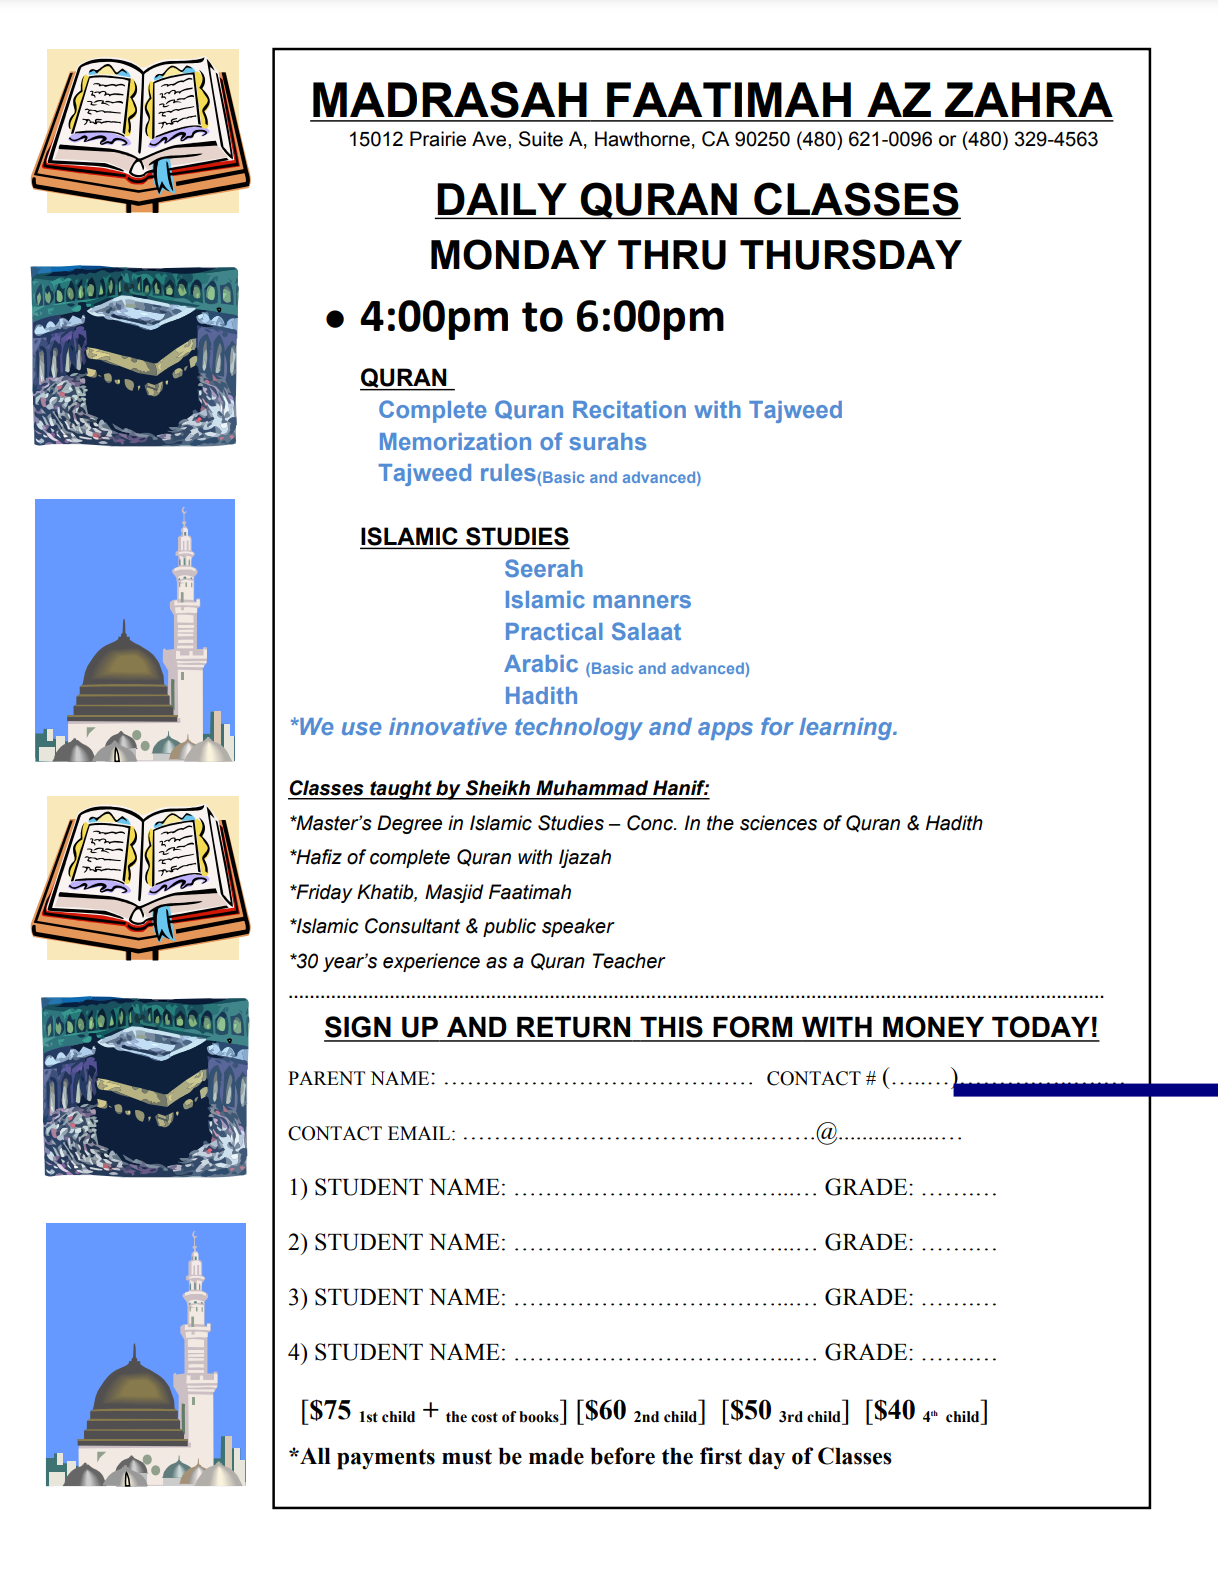 MADRASAH FAATIMAH AZ ZAHRA
15012 Prairie Ave, Suite A, Hawthorne, CA 90250 (480) 621-0096 or (480) 329-4563
DAILY QURAN CLASSES
MONDAY THRU THURSDAY
• 4:00pm to 6:00pm
QURAN
Complete Quran Recitation with Tajweed
Memorization of surahs
Tajweed rules(Basic and advanced)
ISLAMIC STUDIES
Seerah
Islamic manners
Practical Salaat
Arabic (Basic and advanced)
Hadith
*We use innovative technology and apps for learning.
Classes taught by Sheikh Muhammad Hanif:
*Master’s Degree in Islamic Studies – Conc. In the sciences of Quran & Hadith
*Hafiz of complete Quran with Ijazah
*Friday Khatib, Masjid Faatimah
*Islamic Consultant & public speaker
*30 year’s experience as a Quran Teacher
................................................................................
SIGN UP AND RETURN THIS FORM WITH MONEY TODAY!
PARENT NAME: ………………………………… CONTACT # (….…)…………………….
CONTACT EMAIL: ……………………….…….…….@.....................…
1) STUDENT NAME: …………………………...… GRADE: ….….…
2) STUDENT NAME: …………………………...… GRADE: ….….…
3) STUDENT NAME: …………………………...… GRADE: ….….…
4) STUDENT NAME: …………………………...… GRADE: ….….…
[$75 1st child + the cost of books] [$60 2nd child] [$50 3rd child] [$40 4th child]
*All payments must be made before the first day of Classes